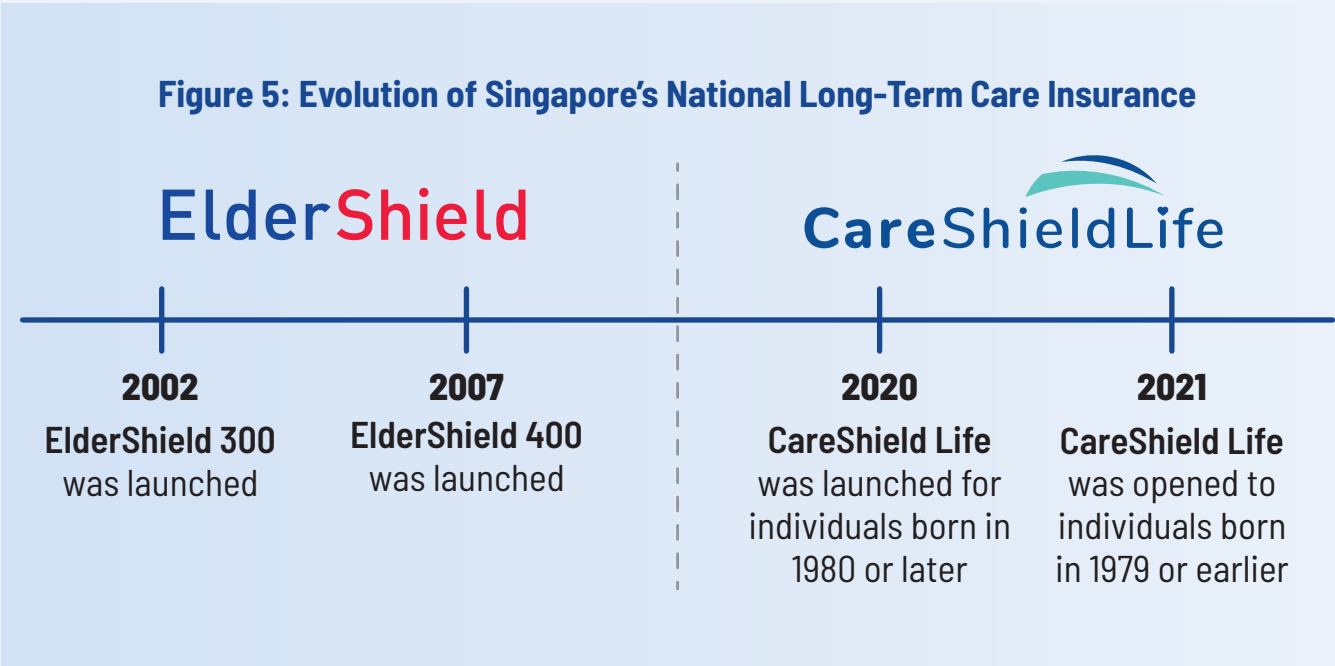 Figure 5: Evolution of Singapore's National Long-Term Care Insurance
ElderShield
CareShieldLife
2002
ElderShield 300
was launched
2007
ElderShield 400
was launched
2020
CareShield Life
was launched for
individuals born in
1980 or later
2021
CareShield Life
was opened to
individuals born
in 1979 or earlier